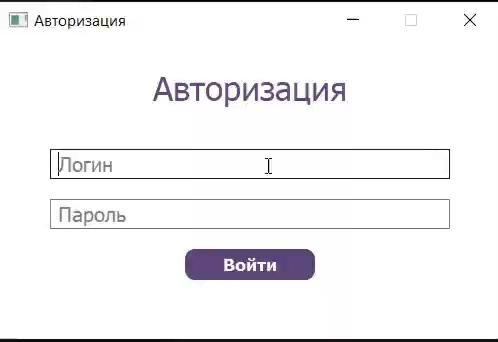 Авторизация
Авторизация
Логин
Пароль
Войти